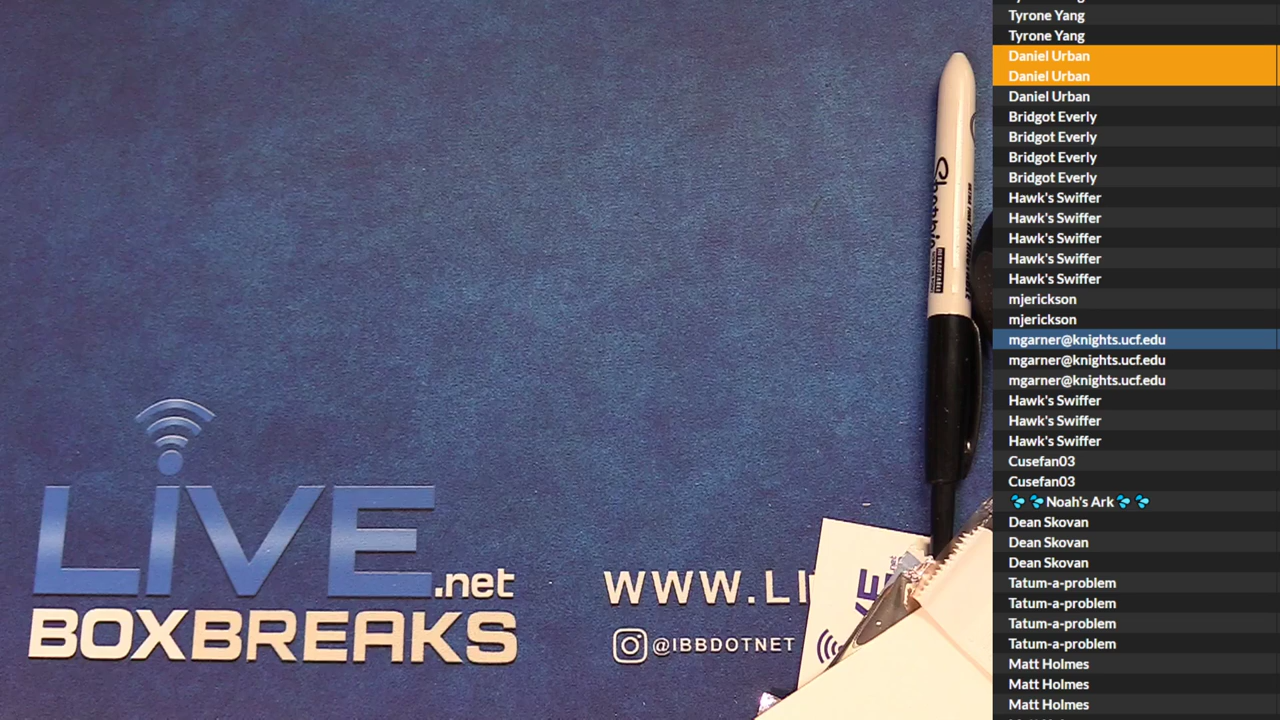 Tyrone Yang
Tyrone Yang
Daniel Urban
Daniel Urban
Daniel Urban
Bridgot Everly
Bridgot Everly
Bridgot Everly
Bridgot Everly
Hawk's Swiffer
Hawk's Swiffer
Hawk's Swiffer
Hawk's Swiffer
Hawk's Swiffer
mjerickson
mjerickson
mgarner@knights.ucf.edu
mgarner@knights.ucf.edu
mgarner@knights.ucf.edu
Hawk's Swiffer
Hawk's Swiffer
Hawk's Swiffer
Cusefan03
Cusefan03
💦 💦 Noah's Ark 💦 💦
Dean Skovan
Dean Skovan
Dean Skovan
Tatum-a-problem
Tatum-a-problem
Tatum-a-problem
Tatum-a-problem
Matt Holmes
Matt Holmes
Matt Holmes
Sharpie
LIVE.net
BOXBREAKS
WWW.LI
@IBBDOTNET